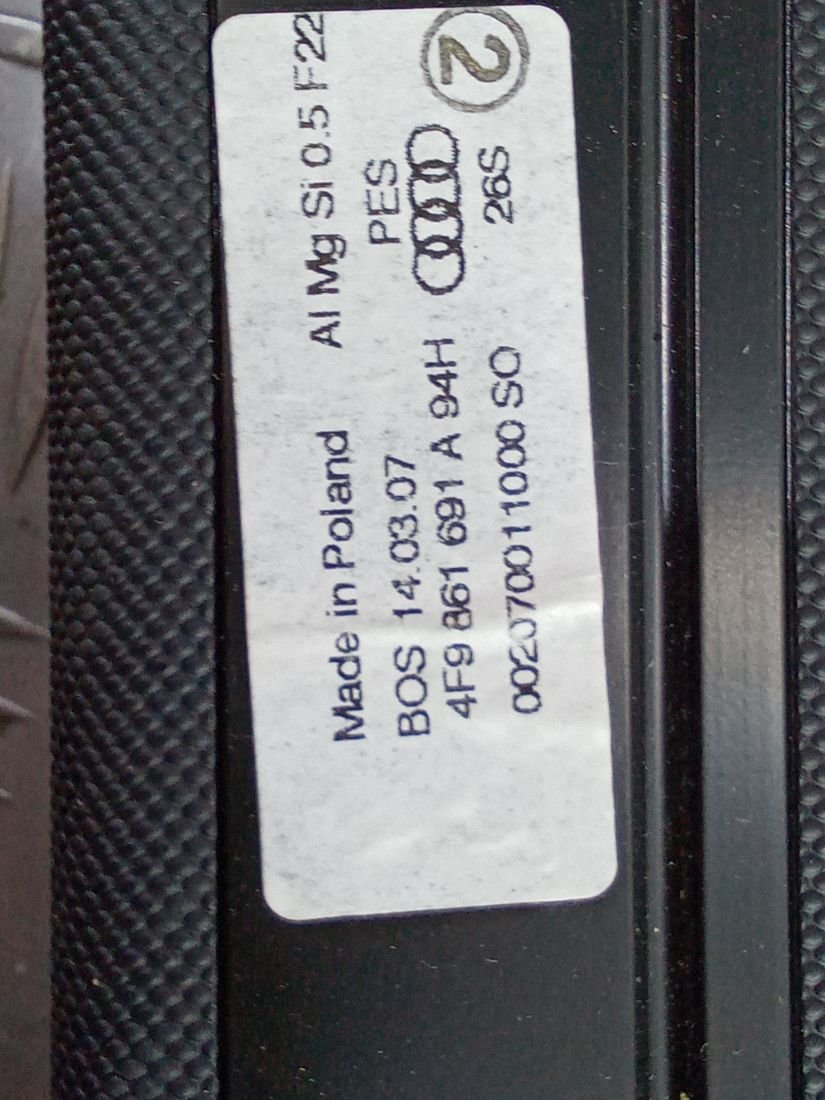 Made in Poland Al Mg Si 0.5 F22
BOS 14.03.07 PES
4F9 861 691 A 94H
002070011000 SO 26S
2